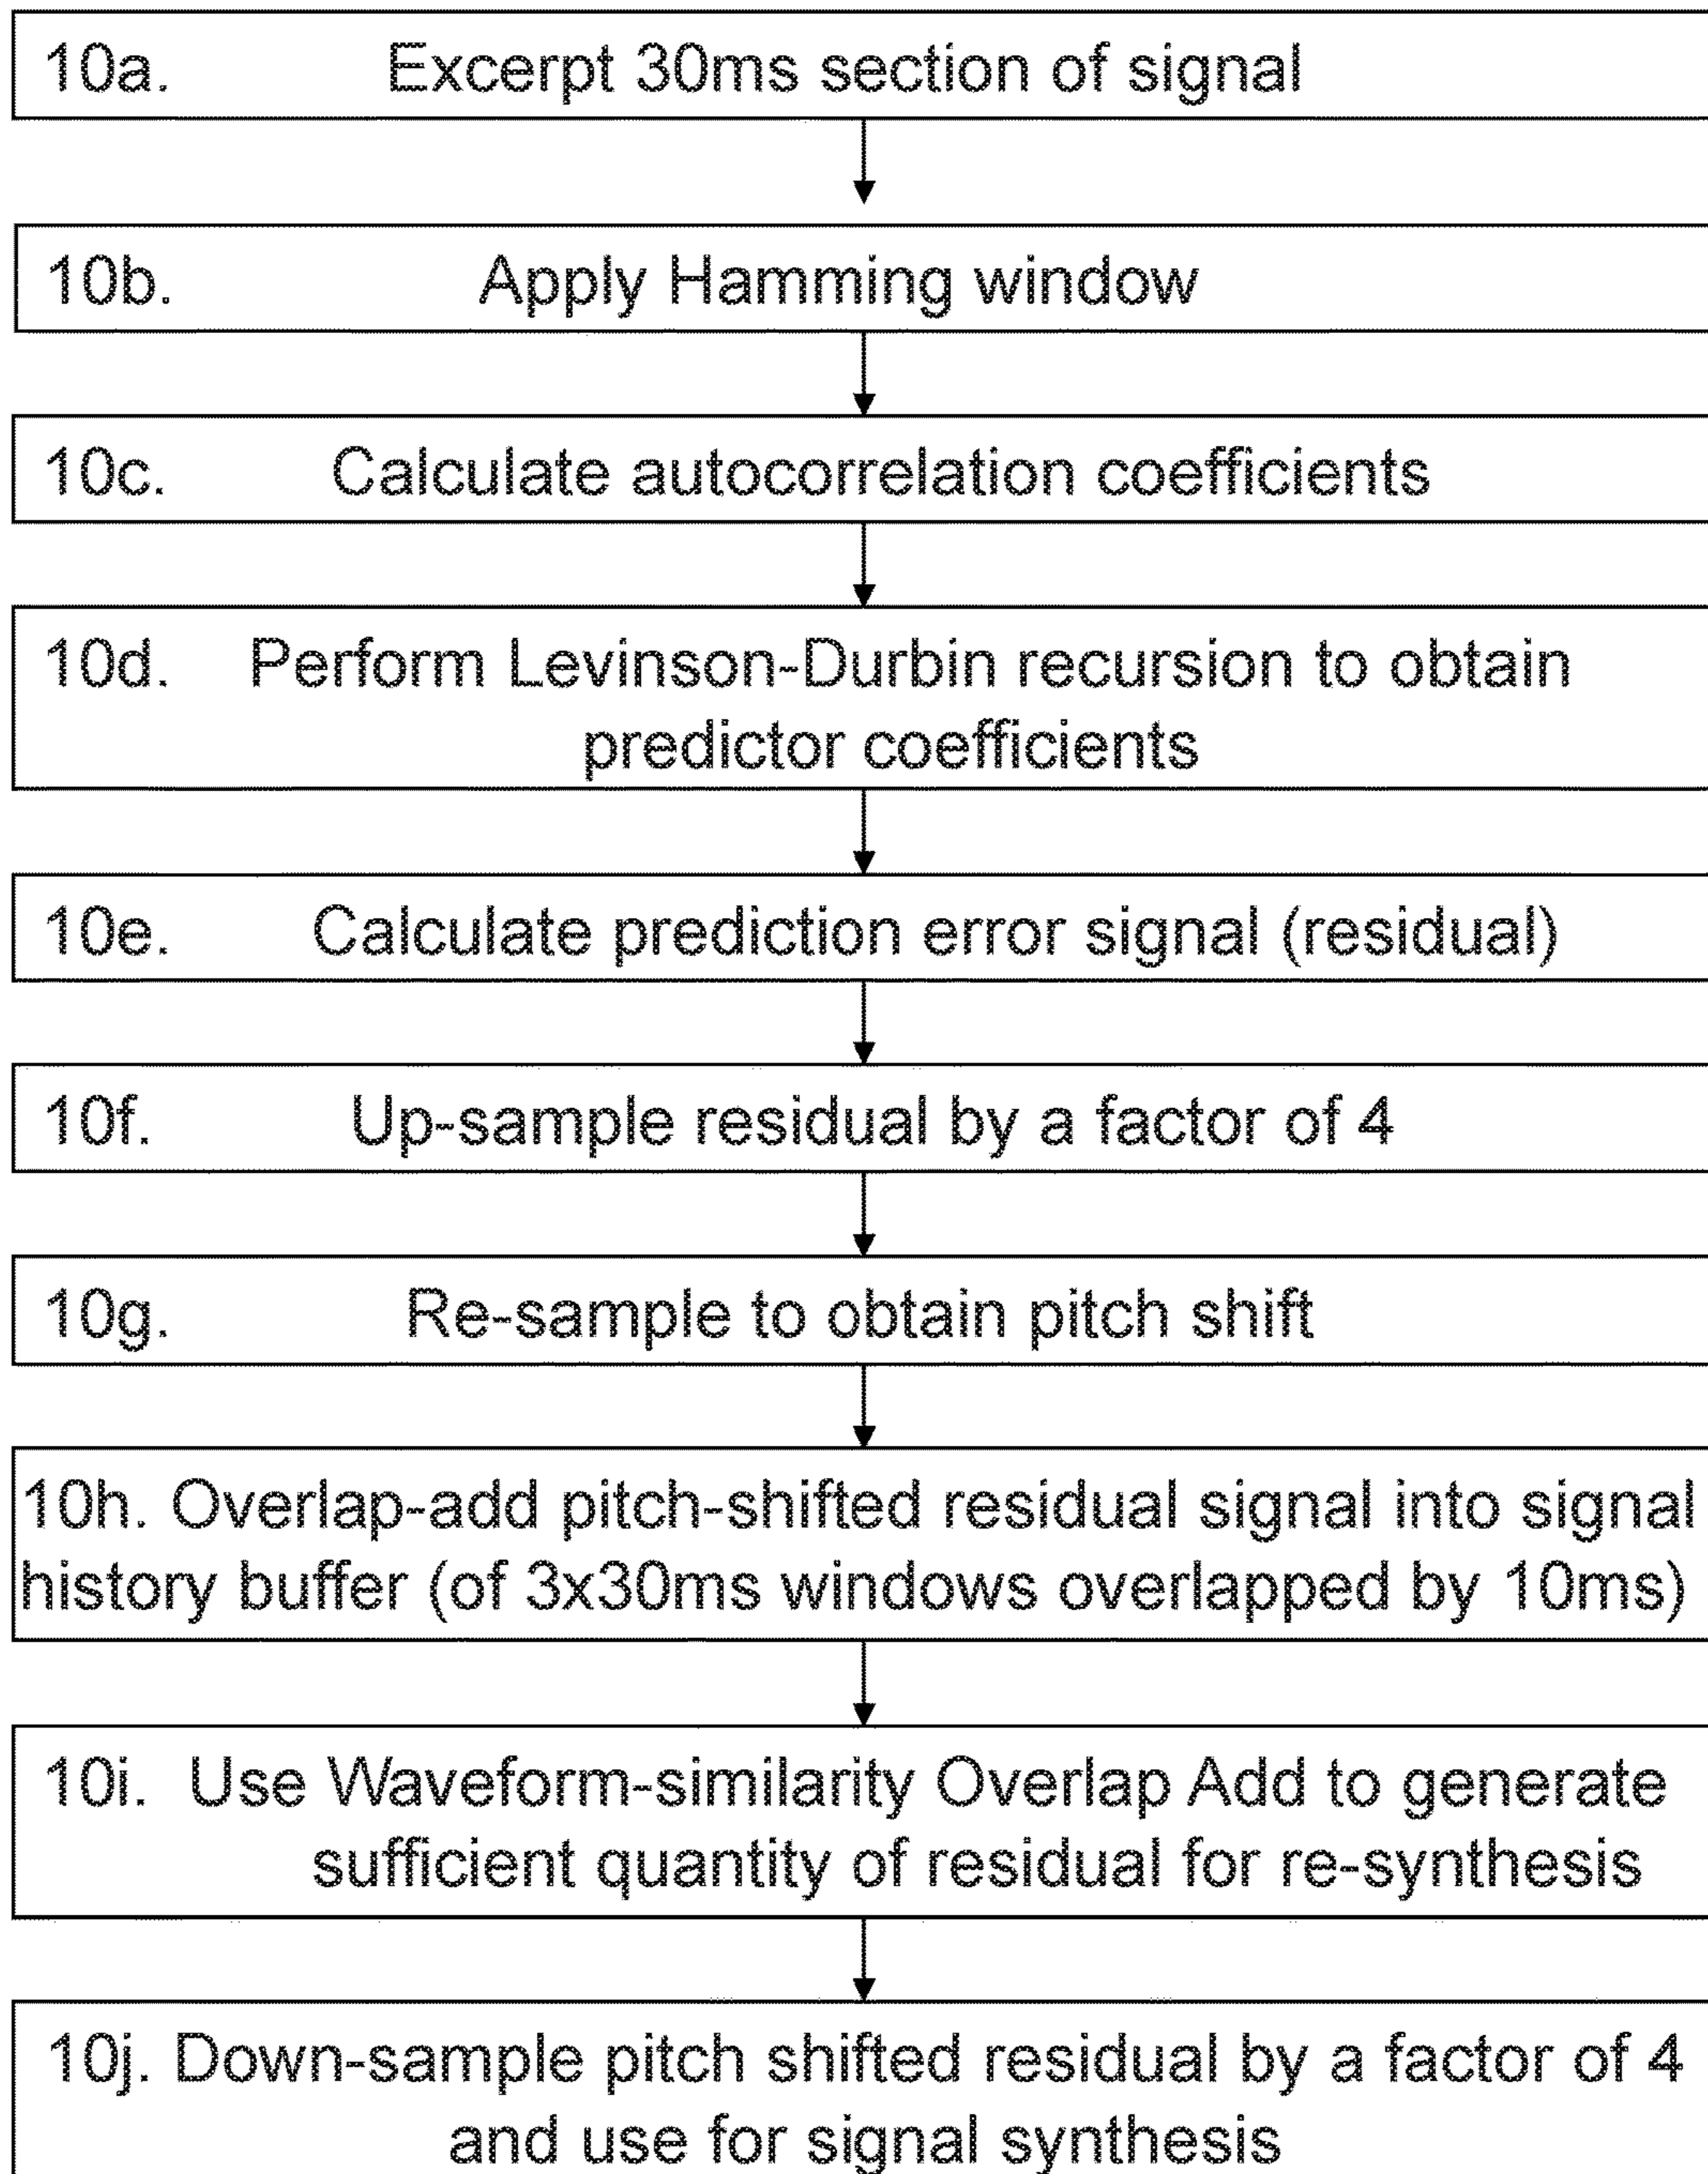 10a. Excerpt 30ms section of signal
10b. Apply Hamming window
10c. Calculate autocorrelation coefficients
10d. Perform Levinson-Durbin recursion to obtain
predictor coefficients
10e. Calculate prediction error signal (residual)
10f. Up-sample residual by a factor of 4
10g. Re-sample to obtain pitch shift
10h. Overlap-add pitch-shifted residual signal into signal
history buffer (of 3x30ms windows overlapped by 10ms)
10i. Use Waveform-similarity Overlap Add to generate
sufficient quantity of residual for re-synthesis
10j. Down-sample pitch shifted residual by a factor of 4
and use for signal synthesis